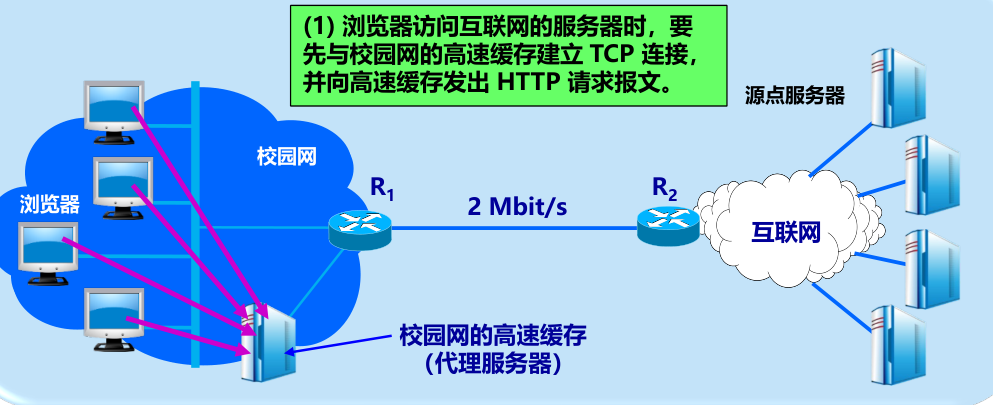 (1) 浏览器访问互联网的服务器时，要
先与校园网的高速缓存建立 TCP 连接，
并向高速缓存发出 HTTP 请求报文。
源点服务器
校园网
浏览器
R1
2 Mbit/s
R2
互联网
校园网的高速缓存
（代理服务器）